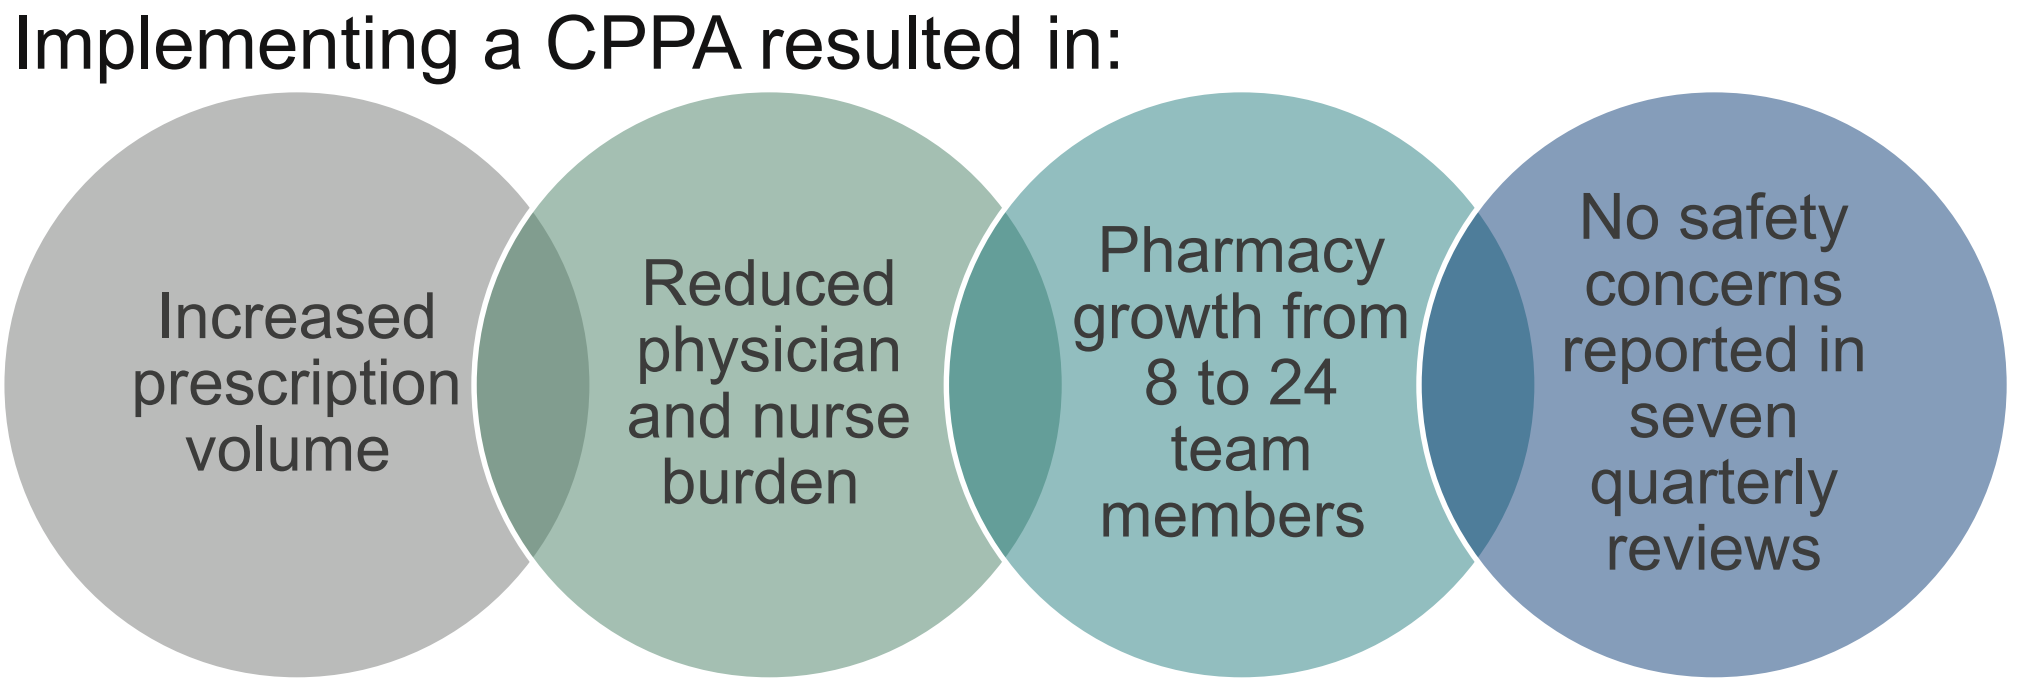 Implementing a CPPA resulted in:
Increased
prescription
volume
Reduced
physician
and nurse
burden
Pharmacy
growth from
8 to 24
team
members
No safety
concerns
reported in
seven
quarterly
reviews